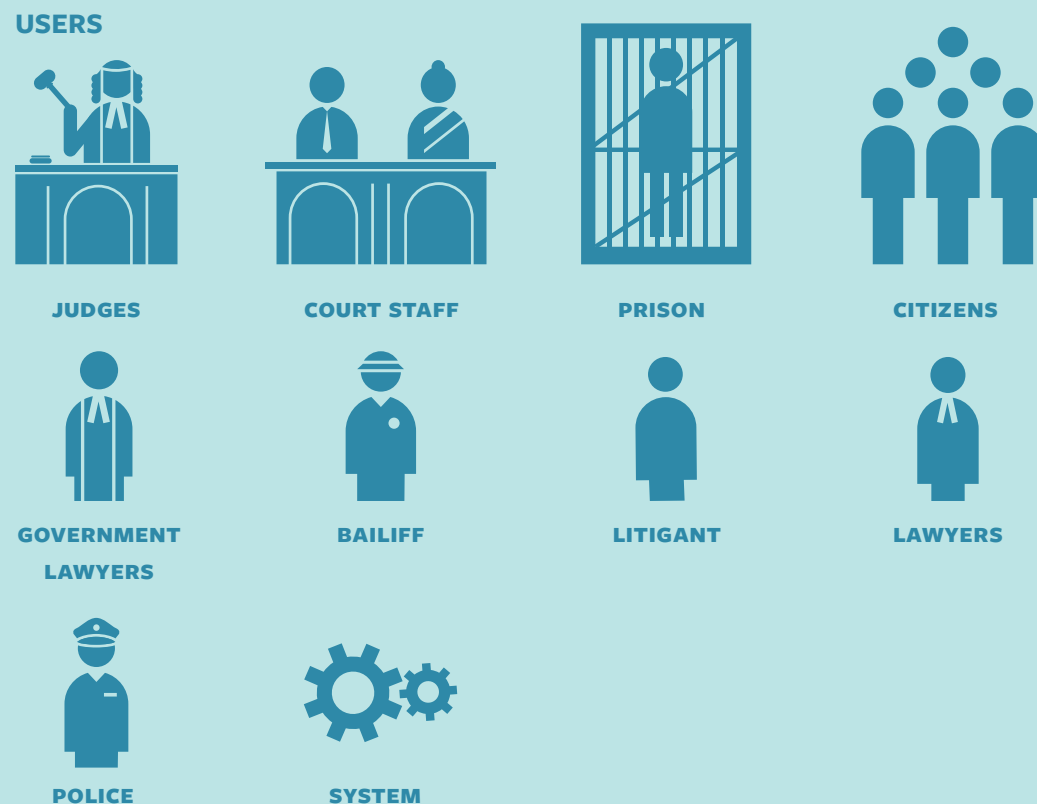 USERS
JUDGES
COURT STAFF
PRISON
CITIZENS
GOVERNMENT
LAWYERS
BAILIFF
LITIGANT
LAWYERS
POLICE
SYSTEM